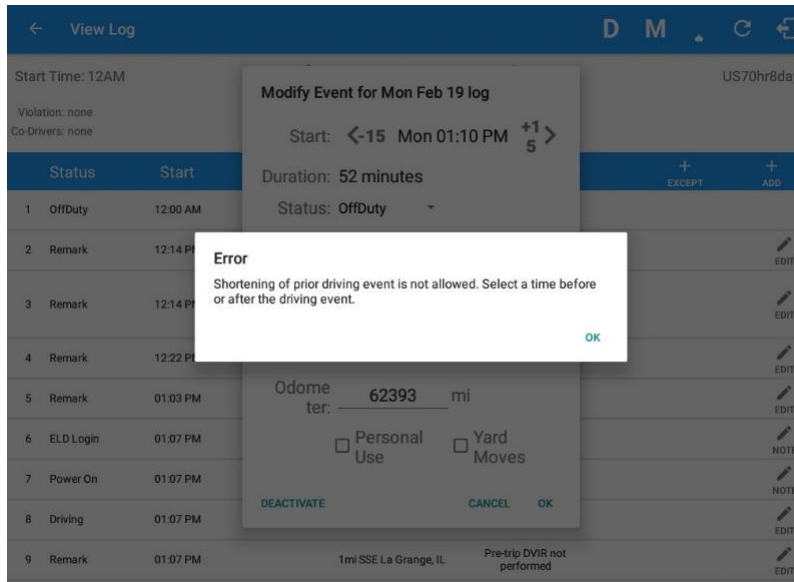 View Log
D M
Start Time: 12AM
Violation: none
Co-Drivers: none
Modify Event for Mon Feb 19 log
Start: -15 Mon 01:10 PM +15
Duration: 52 minutes
Status: OffDuty
Status Start
EXCEPT ADD
1 OffDuty 12:00 AM
2 Remark 12:14 EDIT
Error
Shortening of prior driving event is not allowed. Select a time before
or after the driving event.
OK
3 Remark 12:14 EDIT
4 Remark 12:22 EDIT
5 Remark 01:03 PM EDIT
Odome
ter: 62393 mi
Personal
Use
Yard
Moves
6 ELD Login 01:07 PM NOTE
7 Power On 01:07 PM NOTE
DEACTIVATE CANCEL OK
8 Driving 01:07 PM EDIT
9 Remark 01:07 PM 1mi SSE La Grange, IL Pre-trip DVIR not
performed EDIT